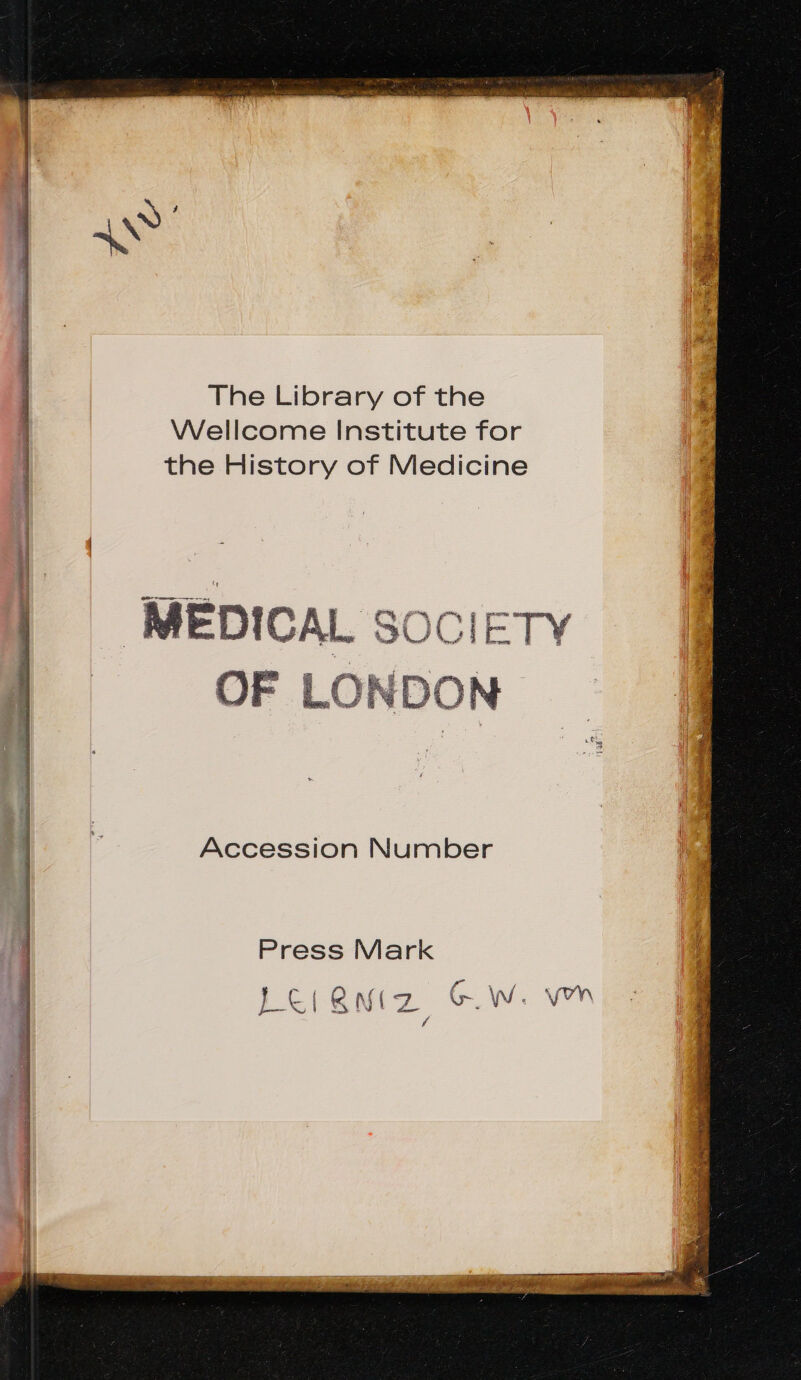 XIV.
The Library of the
Wellcome Institute for
the History of Medicine
MEDICAL SOCIETY
OF LONDON
Accession Number
Press Mark
LEIBNIZ, G.W. von